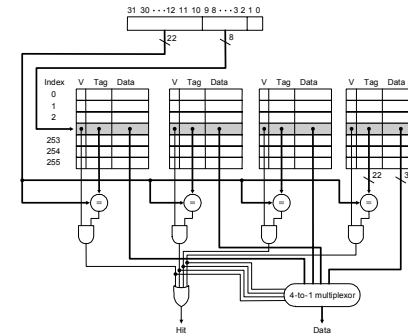 31 30 ··· 12 11 10 9 8 ··· 3 2 1 0
22
8
Index V Tag Data V Tag Data V Tag Data V Tag Data
0
1
2
253
254
255
22
3
= = = =
4-to-1 multiplexor
Hit
Data